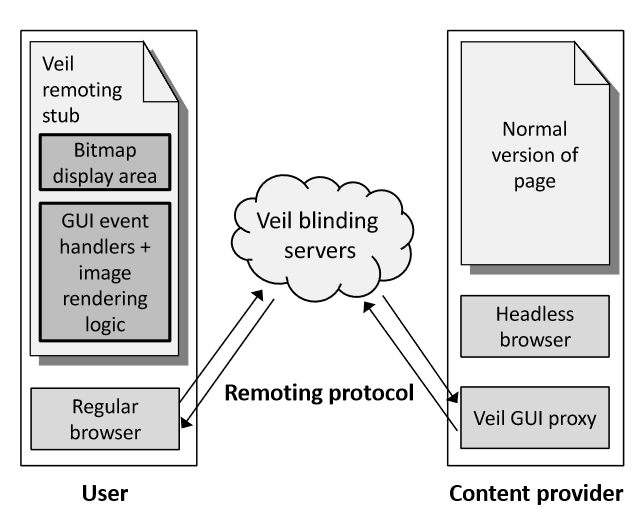 Veil
remoting
stub
Bitmap
display area
GUI event
handlers +
image
rendering
logic
Regular
browser
User
Veil blinding
servers
Remoting protocol
Normal
version of
page
Headless
browser
Veil GUI proxy
Content provider